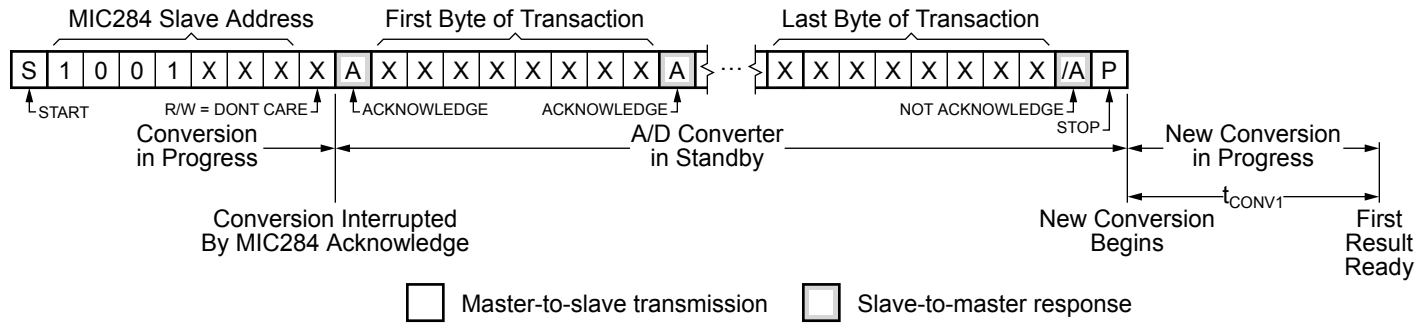 MIC284 Slave Address First Byte of Transaction Last Byte of Transaction
S 1 0 0 1 X X X X A X X X X X X X X A ... X X X X X X X X /A P
START R/W = DONT CARE ACKNOWLEDGE ACKNOWLEDGE NOT ACKNOWLEDGE STOP
Conversion A/D Converter New Conversion
in Progress in Standby in Progress
tCONV1
Conversion Interrupted New Conversion First
By MIC284 Acknowledge Begins Result
Ready
Master-to-slave transmission Slave-to-master response